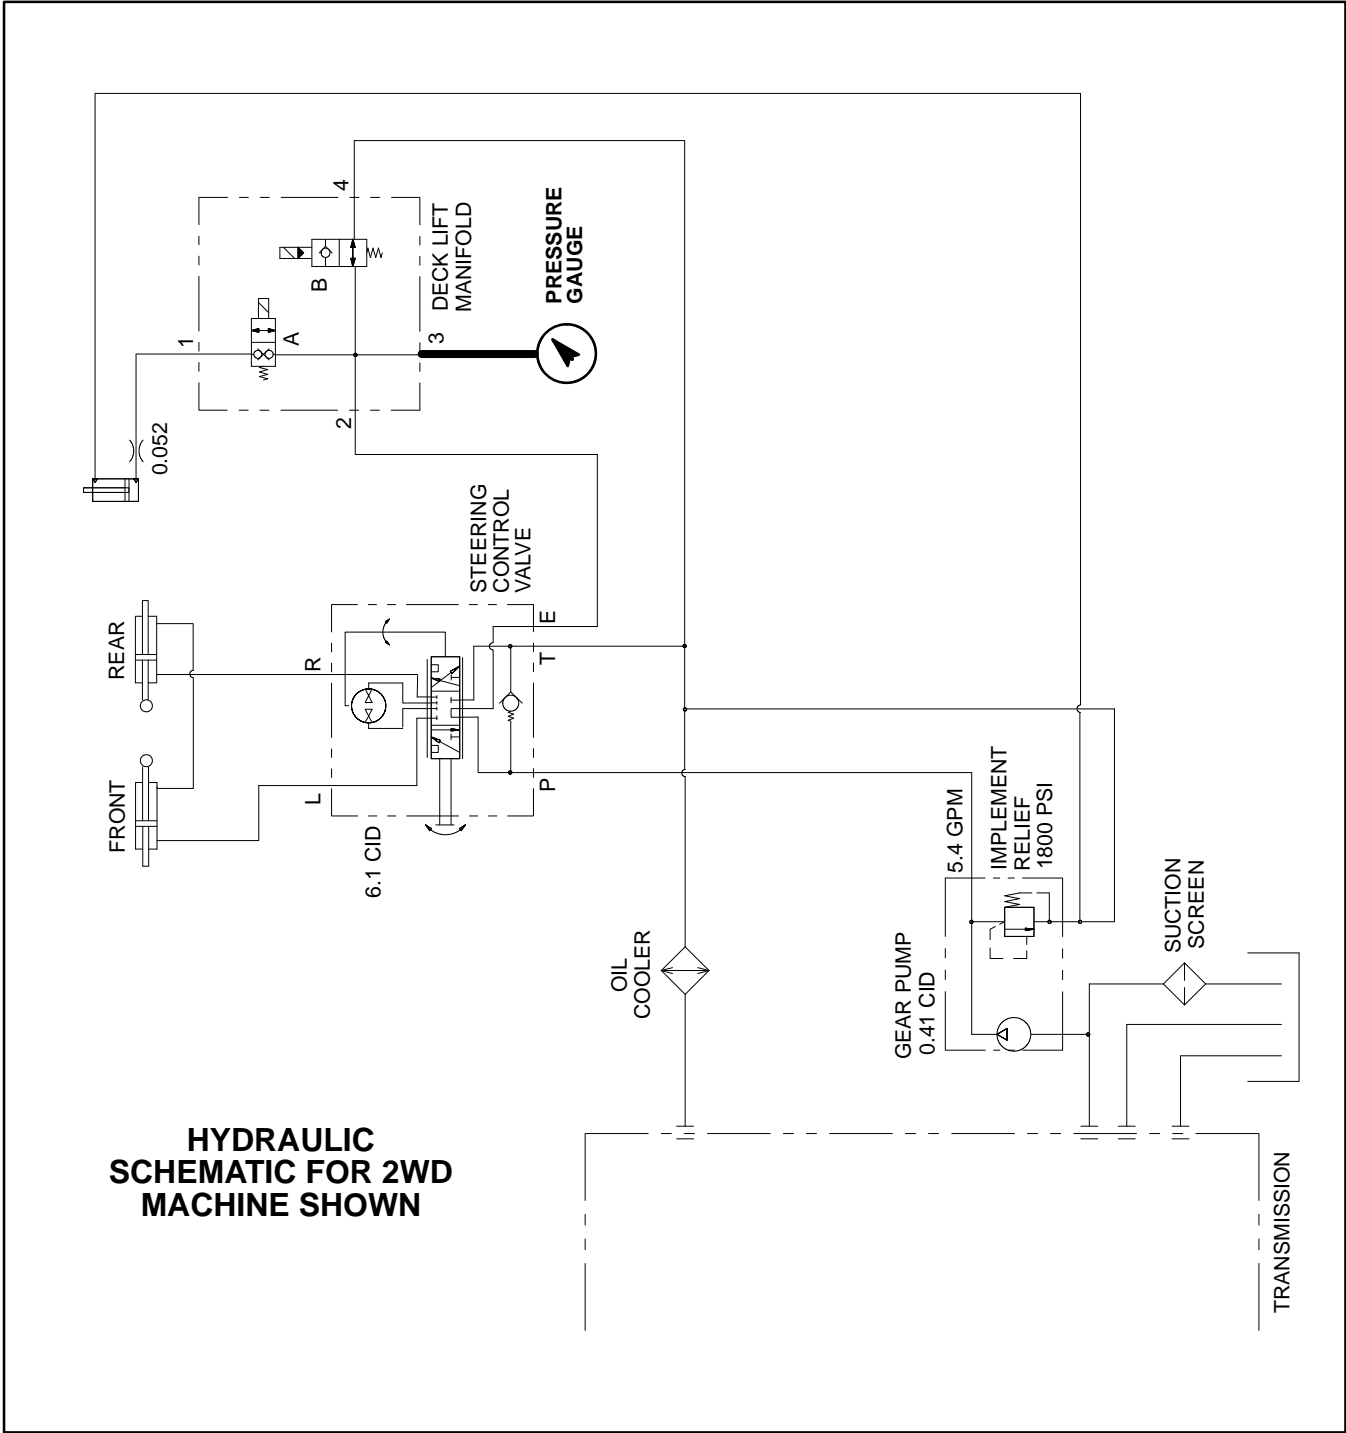 4
DECK LIFT
MANIFOLD
PRESSURE
GAUGE
B
1
A
3
2
0.052
STEERING
CONTROL
VALVE
REAR
R
E
T
FRONT
L
P
6.1 CID
5.4 GPM
IMPLEMENT
RELIEF
1800 PSI
SUCTION
SCREEN
OIL
COOLER
GEAR PUMP
0.41 CID
HYDRAULIC
SCHEMATIC FOR 2WD
MACHINE SHOWN
TRANSMISSION